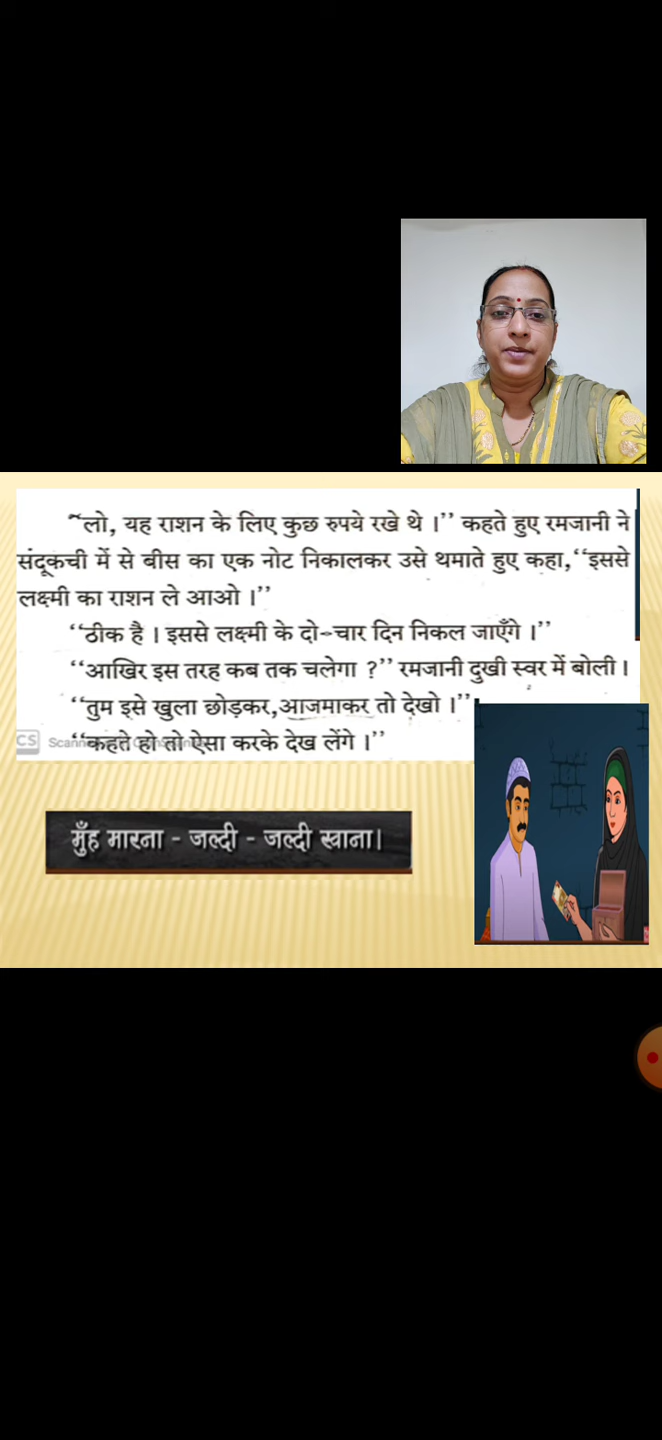 “लो, यह राशन के लिए कुछ रुपये रखे थे ।’’ कहते हुए रमजानी ने
संदूकची में से बीस का एक नोट निकालकर उसे थमाते हुए कहा,‘‘इससे
लक्ष्मी का राशन ले आओ ।’’
‘‘ठीक है । इससे लक्ष्मी के दो-चार दिन निकल जाएँगे ।’’
‘‘आखिर इस तरह कब तक चलेगा ?’’ रमजानी दुखी स्वर में बोली ।
‘‘तुम इसे खुला छोड़कर,आजमाकर तो देखो ।’’
‘‘कहते हो तो ऐसा करके देख लेंगे ।’’
CS
मुँह मारना - जल्दी - जल्दी खाना।